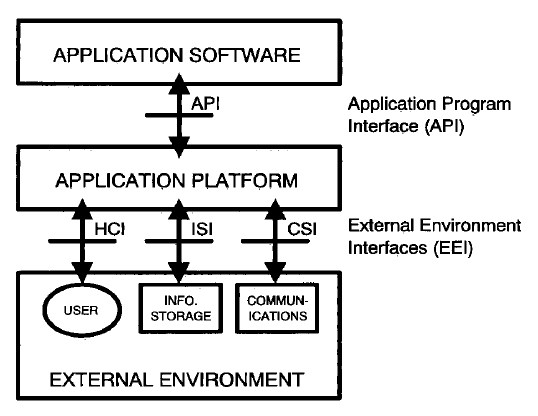 APPLICATION SOFTWARE
API
Application Program
Interface (API)
APPLICATION PLATFORM
HCI
ISI
CSI
External Environment
Interfaces (EEI)
USER
INFO.
STORAGE
COMMUN-
ICATIONS
EXTERNAL ENVIRONMENT